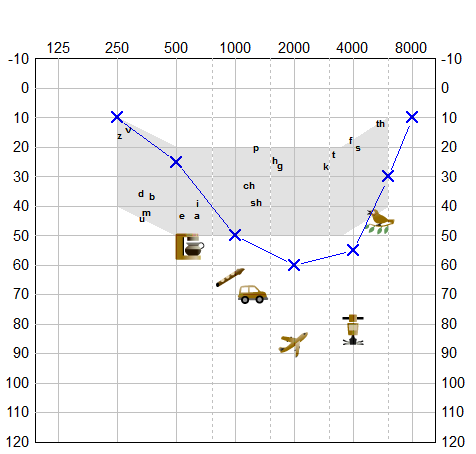 125 250 500 1000 2000 4000 8000
-10 -10
0 0
10 10
th
v
z
f
20 p s 20
t
h
g k
30 30
ch
d b
i sh
40 40
m
u e a
50 50
60 60
70 70
80 80
90 90
100 100
110 110
120 120